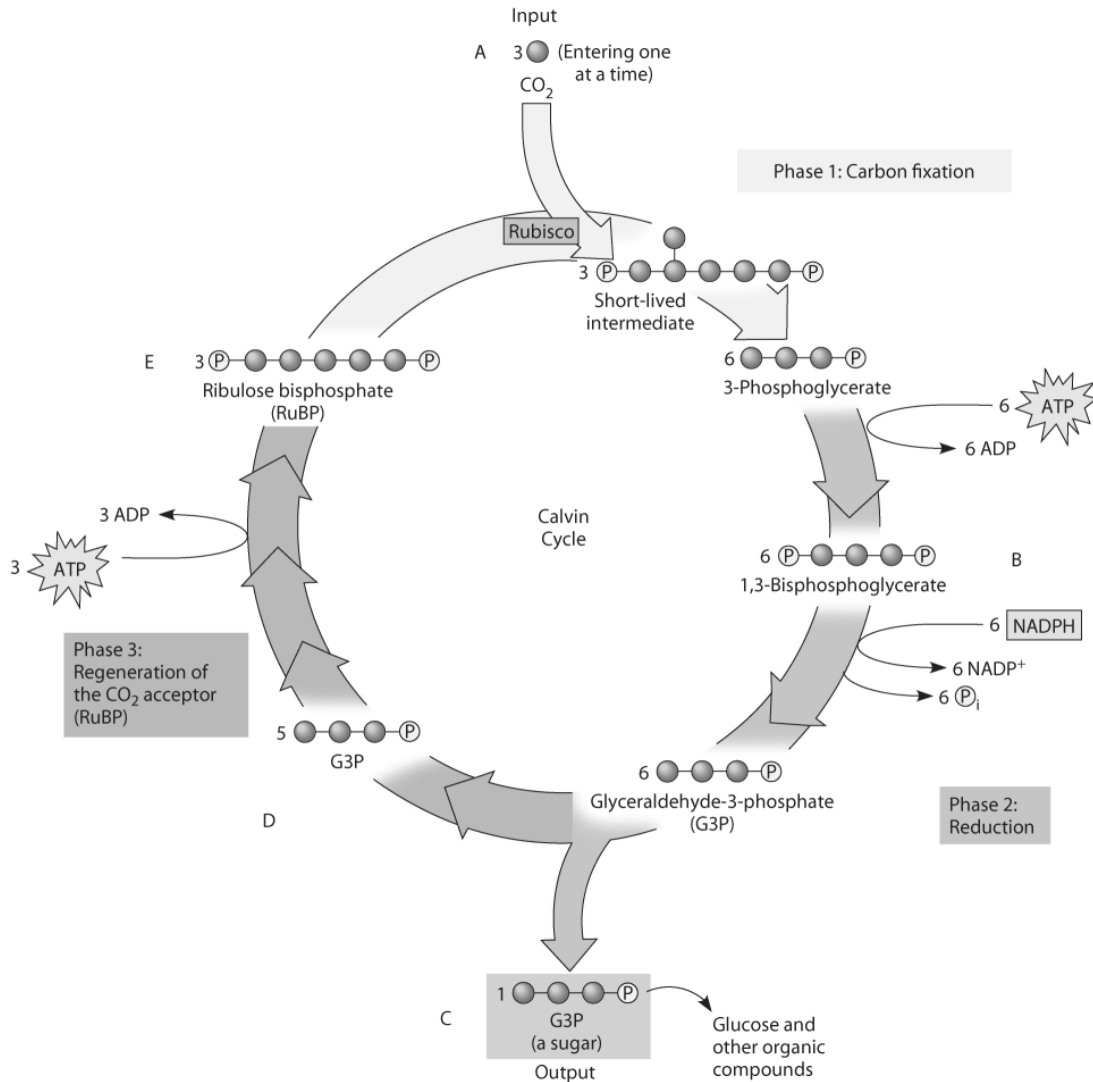 Input
A 3 (Entering one
at a time)
CO₂
Phase 1: Carbon fixation
Rubisco
3 P P
Short-lived
intermediate
6 P
3-Phosphoglycerate
6 ATP
6 ADP
E 3 P P
Ribulose bisphosphate
(RuBP)
Calvin
Cycle
3 ADP
3 ATP
6 P P
1,3-Bisphosphoglycerate
B
6 NADPH
6 NADP⁺
6 Pᵢ
Phase 3:
Regeneration of
the CO₂ acceptor
(RuBP)
5 P
G3P
D
6 P
Glyceraldehyde-3-phosphate
(G3P)
Phase 2:
Reduction
C
1 P
G3P
(a sugar)
Output
Glucose and
other organic
compounds